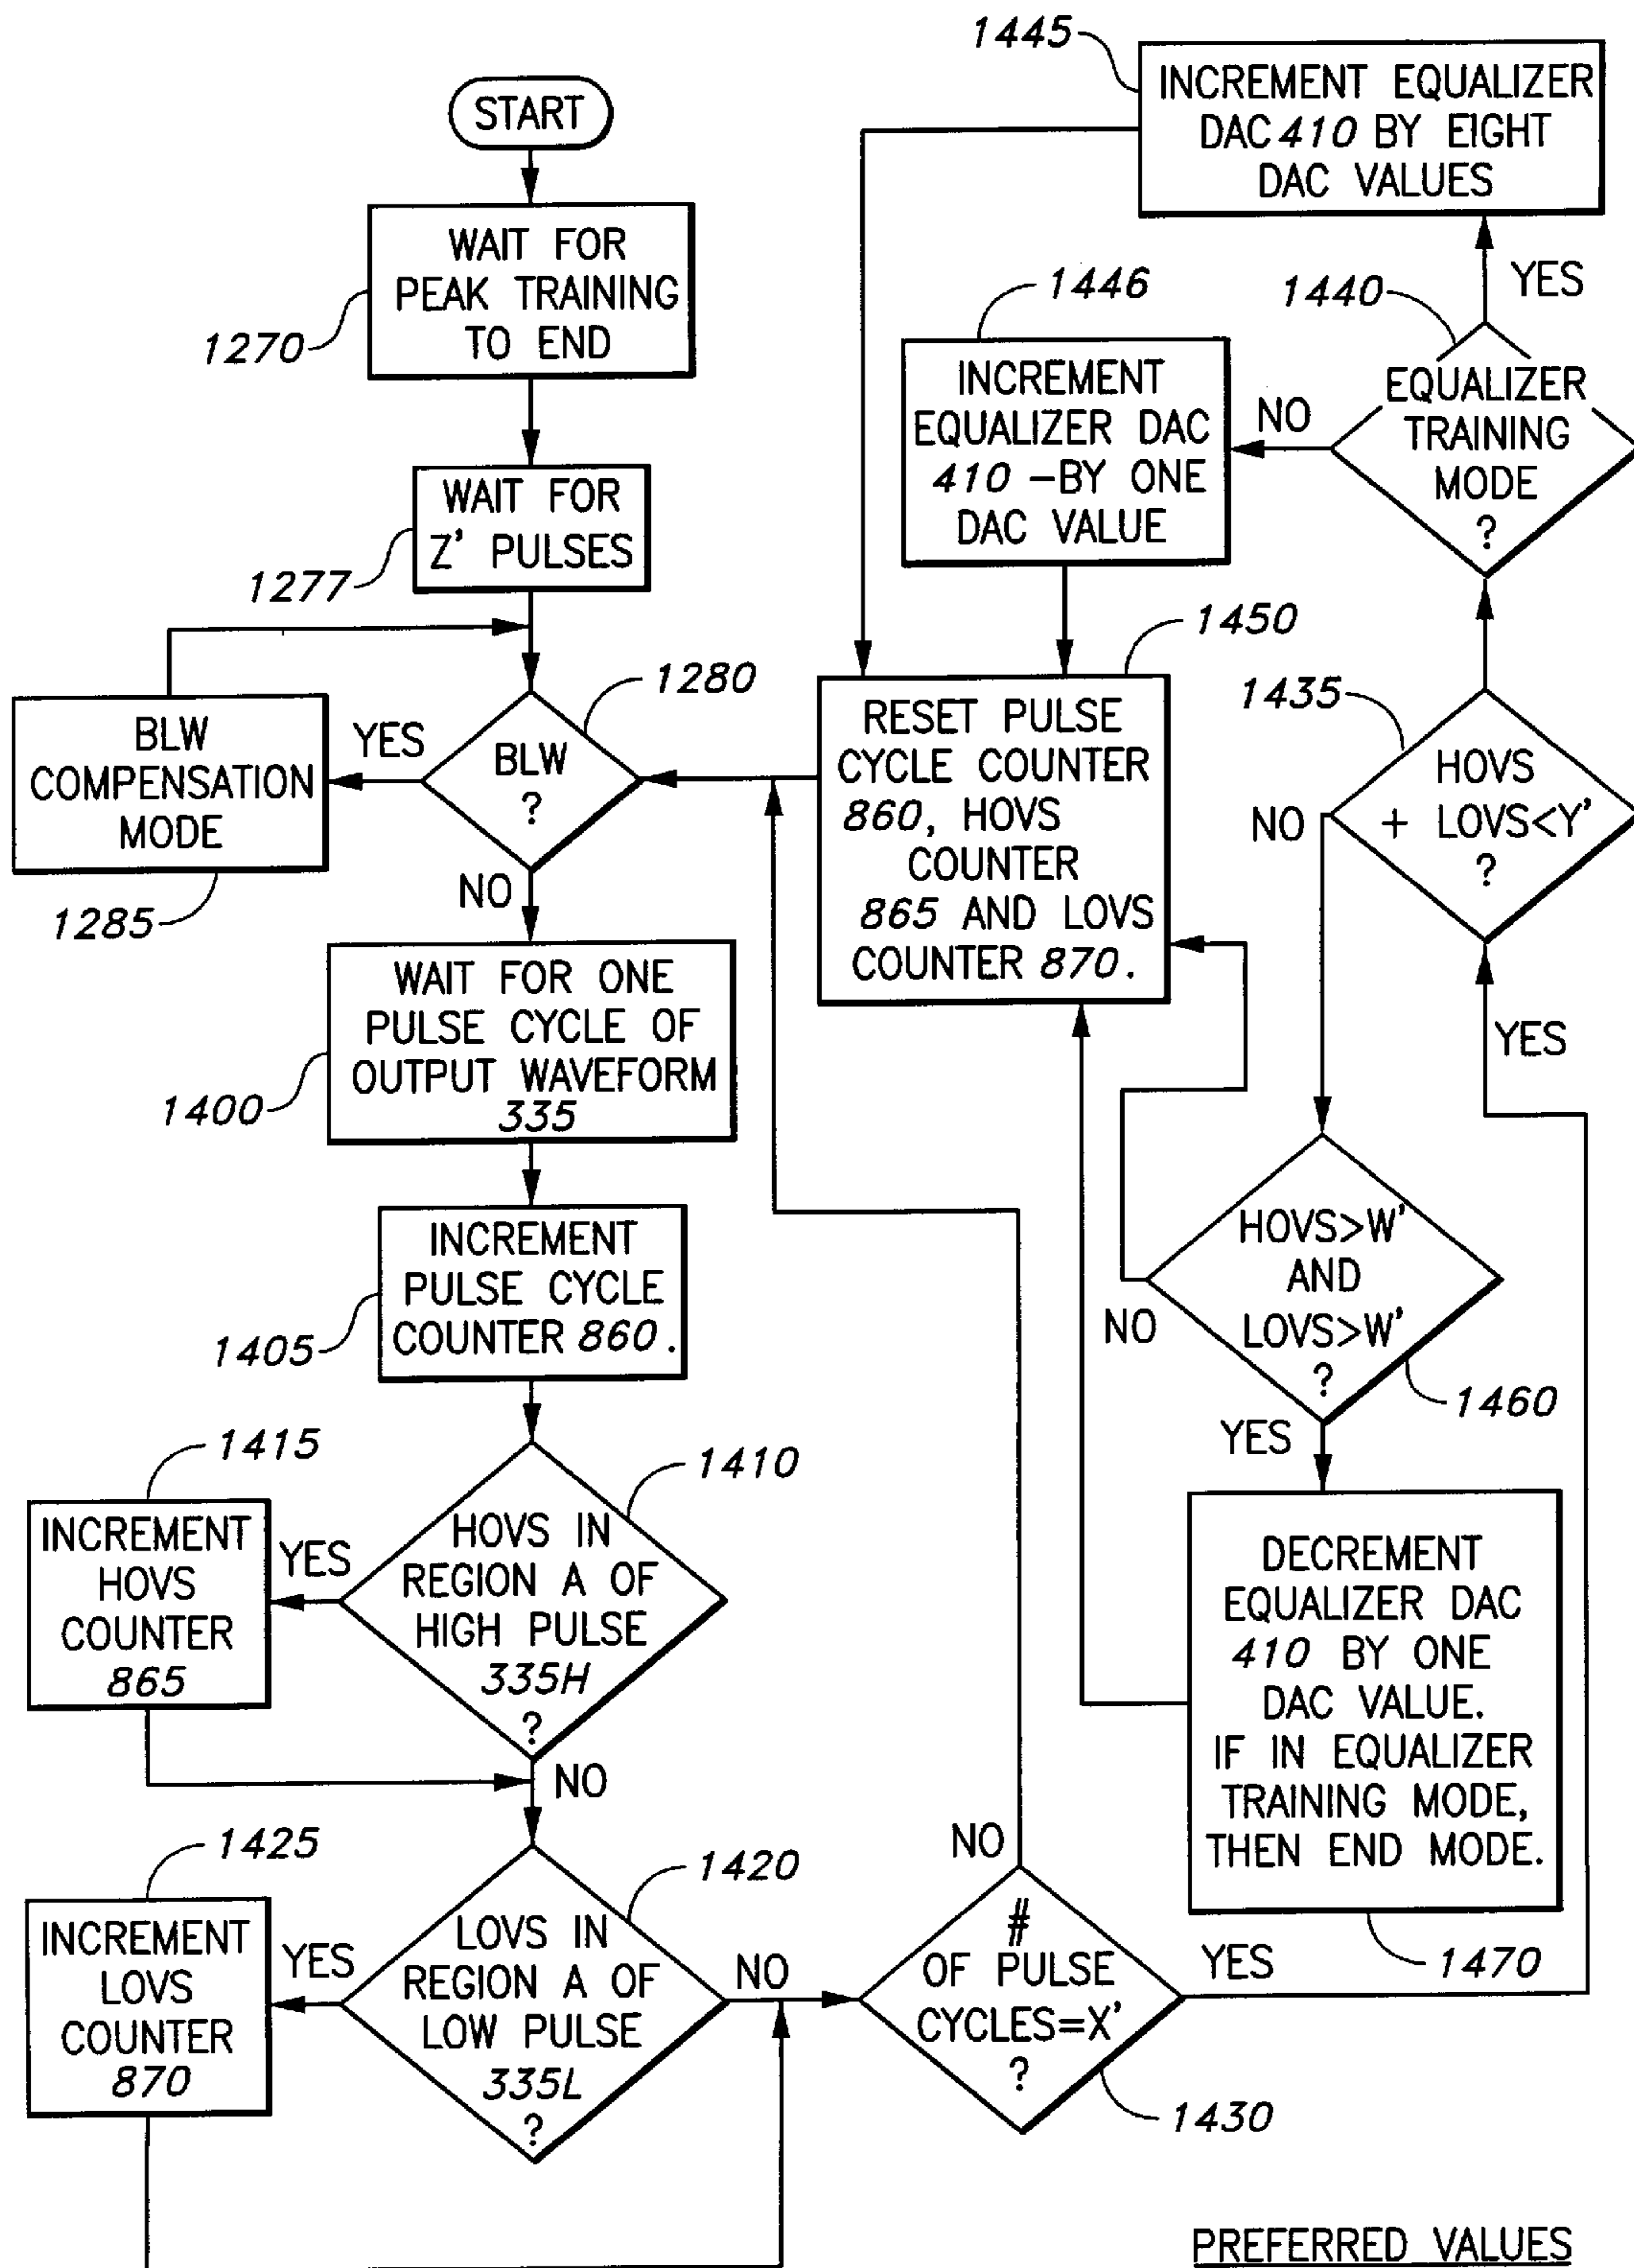 START
WAIT FOR
PEAK TRAINING
TO END
1270
WAIT FOR
Z' PULSES
1277
BLW
?
1280
YES
NO
BLW
COMPENSATION
MODE
1285
WAIT FOR ONE
PULSE CYCLE OF
OUTPUT WAVEFORM
335
1400
INCREMENT
PULSE CYCLE
COUNTER 860.
1405
HOVS IN
REGION A OF
HIGH PULSE
335H
?
1410
YES
NO
INCREMENT
HOVS
COUNTER
865
1415
LOVS IN
REGION A OF
LOW PULSE
335L
?
1420
YES
NO
INCREMENT
LOVS
COUNTER
870
1425
#
OF PULSE
CYCLES=X'
?
1430
NO
YES
HOVS
+ LOVS<Y'
?
1435
YES
NO
EQUALIZER
TRAINING
MODE
?
1440
YES
NO
INCREMENT EQUALIZER
DAC 410 BY EIGHT
DAC VALUES
1445
INCREMENT
EQUALIZER DAC
410 -BY ONE
DAC VALUE
1446
RESET PULSE
CYCLE COUNTER
860, HOVS
COUNTER
865 AND LOVS
COUNTER 870.
1450
HOVS>W'
AND
LOVS>W'
?
1460
NO
YES
DECREMENT
EQUALIZER DAC
410 BY ONE
DAC VALUE.
IF IN EQUALIZER
TRAINING MODE,
THEN END MODE.
1470
PREFERRED VALUES